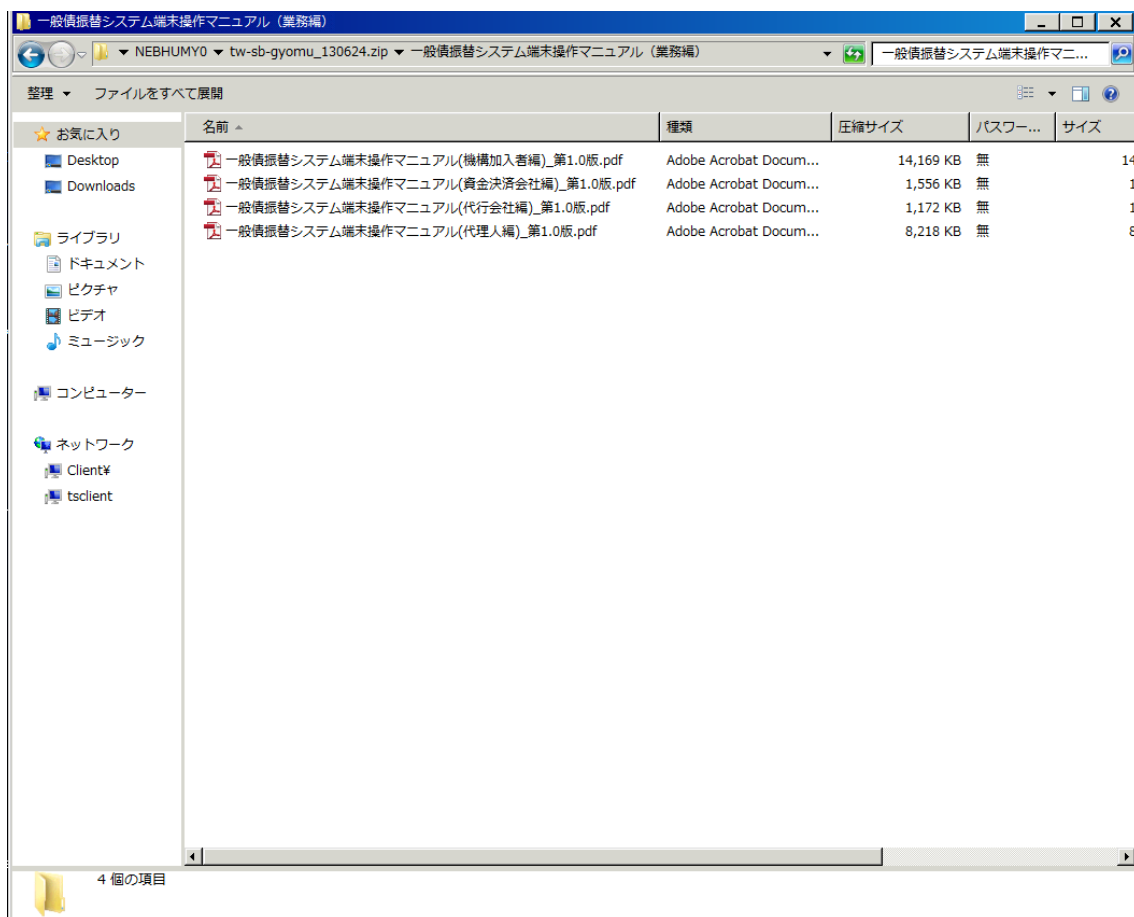 一般債振替システム端末操作マニュアル（業務編）
NEBHUMY0 ▾ tw-sb-gyomu_130624.zip ▾ 一般債振替システム端末操作マニュアル（業務編） 一般債振替システム端末操作マニ...
整理 ファイルをすべて展開
名前 種類 圧縮サイズ パスワー... サイズ
お気に入り
Desktop
Downloads
ライブラリ
ドキュメント
ピクチャ
ビデオ
ミュージック
コンピューター
ネットワーク
Client¥
tsclient
一般債振替システム端末操作マニュアル(機構加入者編)_第1.0版.pdf Adobe Acrobat Docum... 14,169 KB 無 14
一般債振替システム端末操作マニュアル(資金決済会社編)_第1.0版.pdf Adobe Acrobat Docum... 1,556 KB 無 1
一般債振替システム端末操作マニュアル(代行会社編)_第1.0版.pdf Adobe Acrobat Docum... 1,172 KB 無 1
一般債振替システム端末操作マニュアル(代理人編)_第1.0版.pdf Adobe Acrobat Docum... 8,218 KB 無 8
4 個の項目